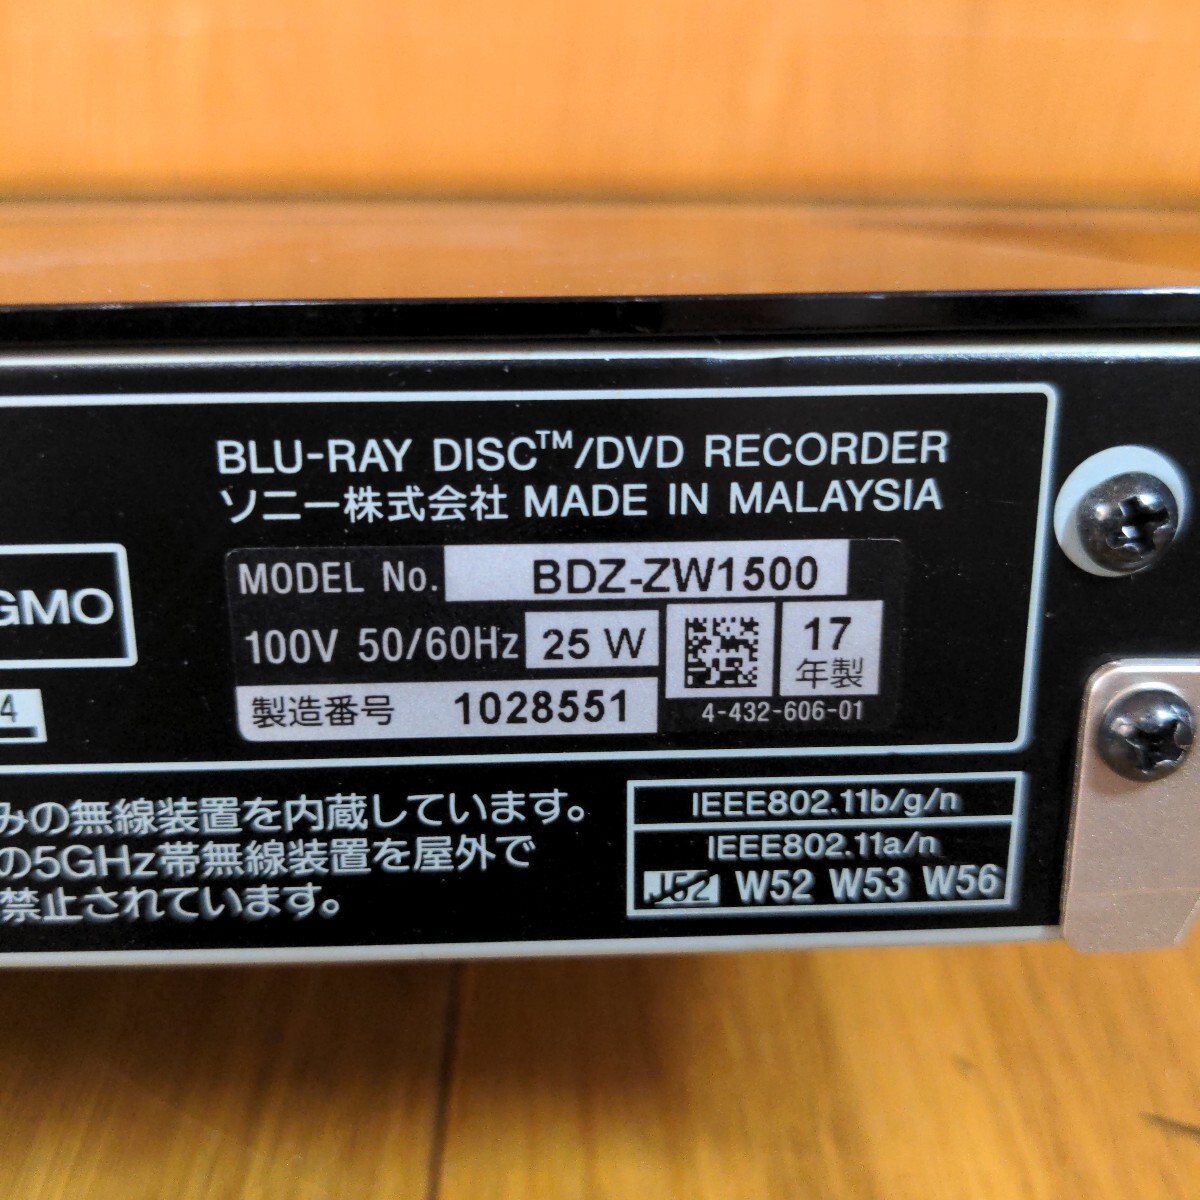 BLU-RAY DISC™/DVD RECORDER
ソニー株式会社 MADE IN MALAYSIA
GMO
MODEL No. BDZ-ZW1500
100V 50/60Hz 25 W
17
年製
4
製造番号 1028551
4-432-606-01
みの無線装置を内蔵しています。
の5GHz帯無線装置を屋外で
禁止されています。
IEEE802.11b/g/n
IEEE802.11a/n
J52 W52 W53 W56